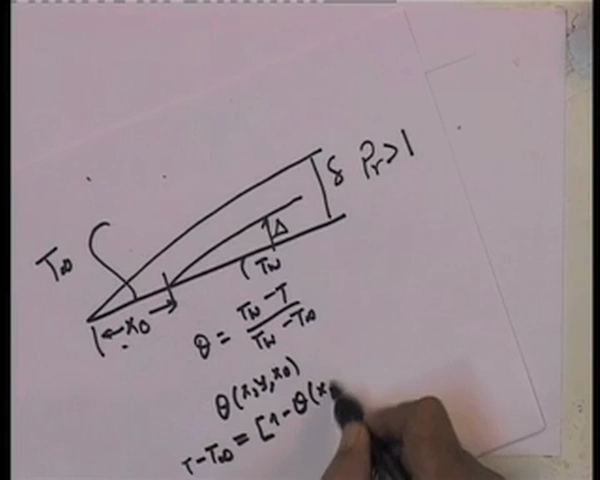 δ Pr>1
T∞
Δ
Tw
x0
θ = Tw - T / Tw - T∞
θ(x,y,x0)
T-T∞ = [1-θ(x